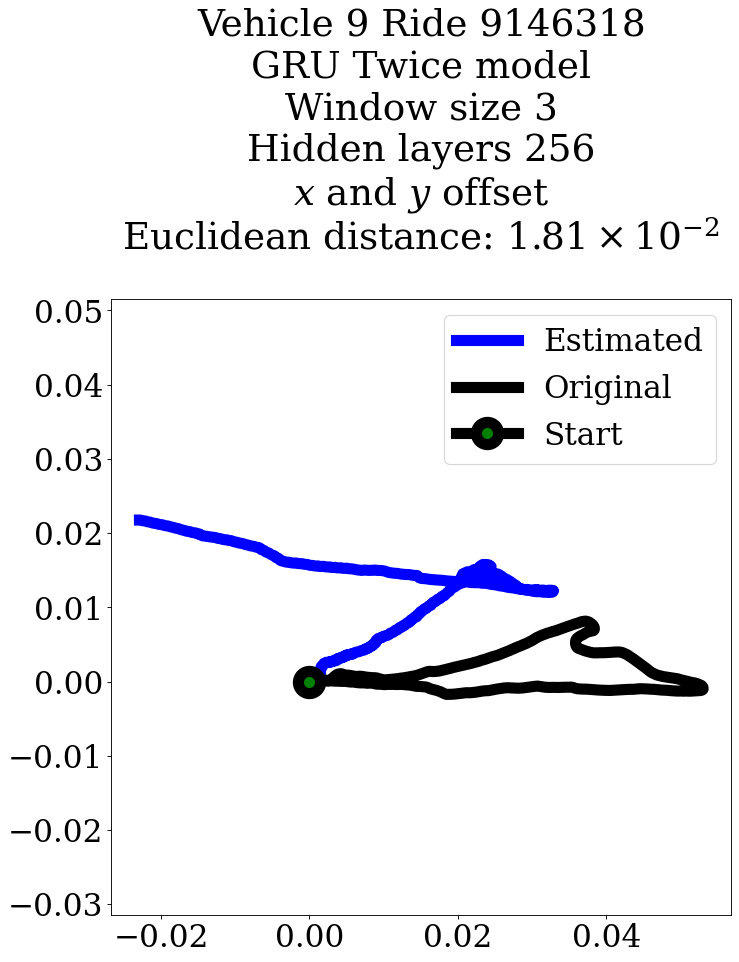 Vehicle 9 Ride 9146318
GRU Twice model
Window size 3
Hidden layers 256
x and y offset
Euclidean distance: 1.81 × 10⁻²
Estimated
Original
Start
0.05
0.04
0.03
0.02
0.01
0.00
−0.01
−0.02
−0.03
−0.02 0.00 0.02 0.04